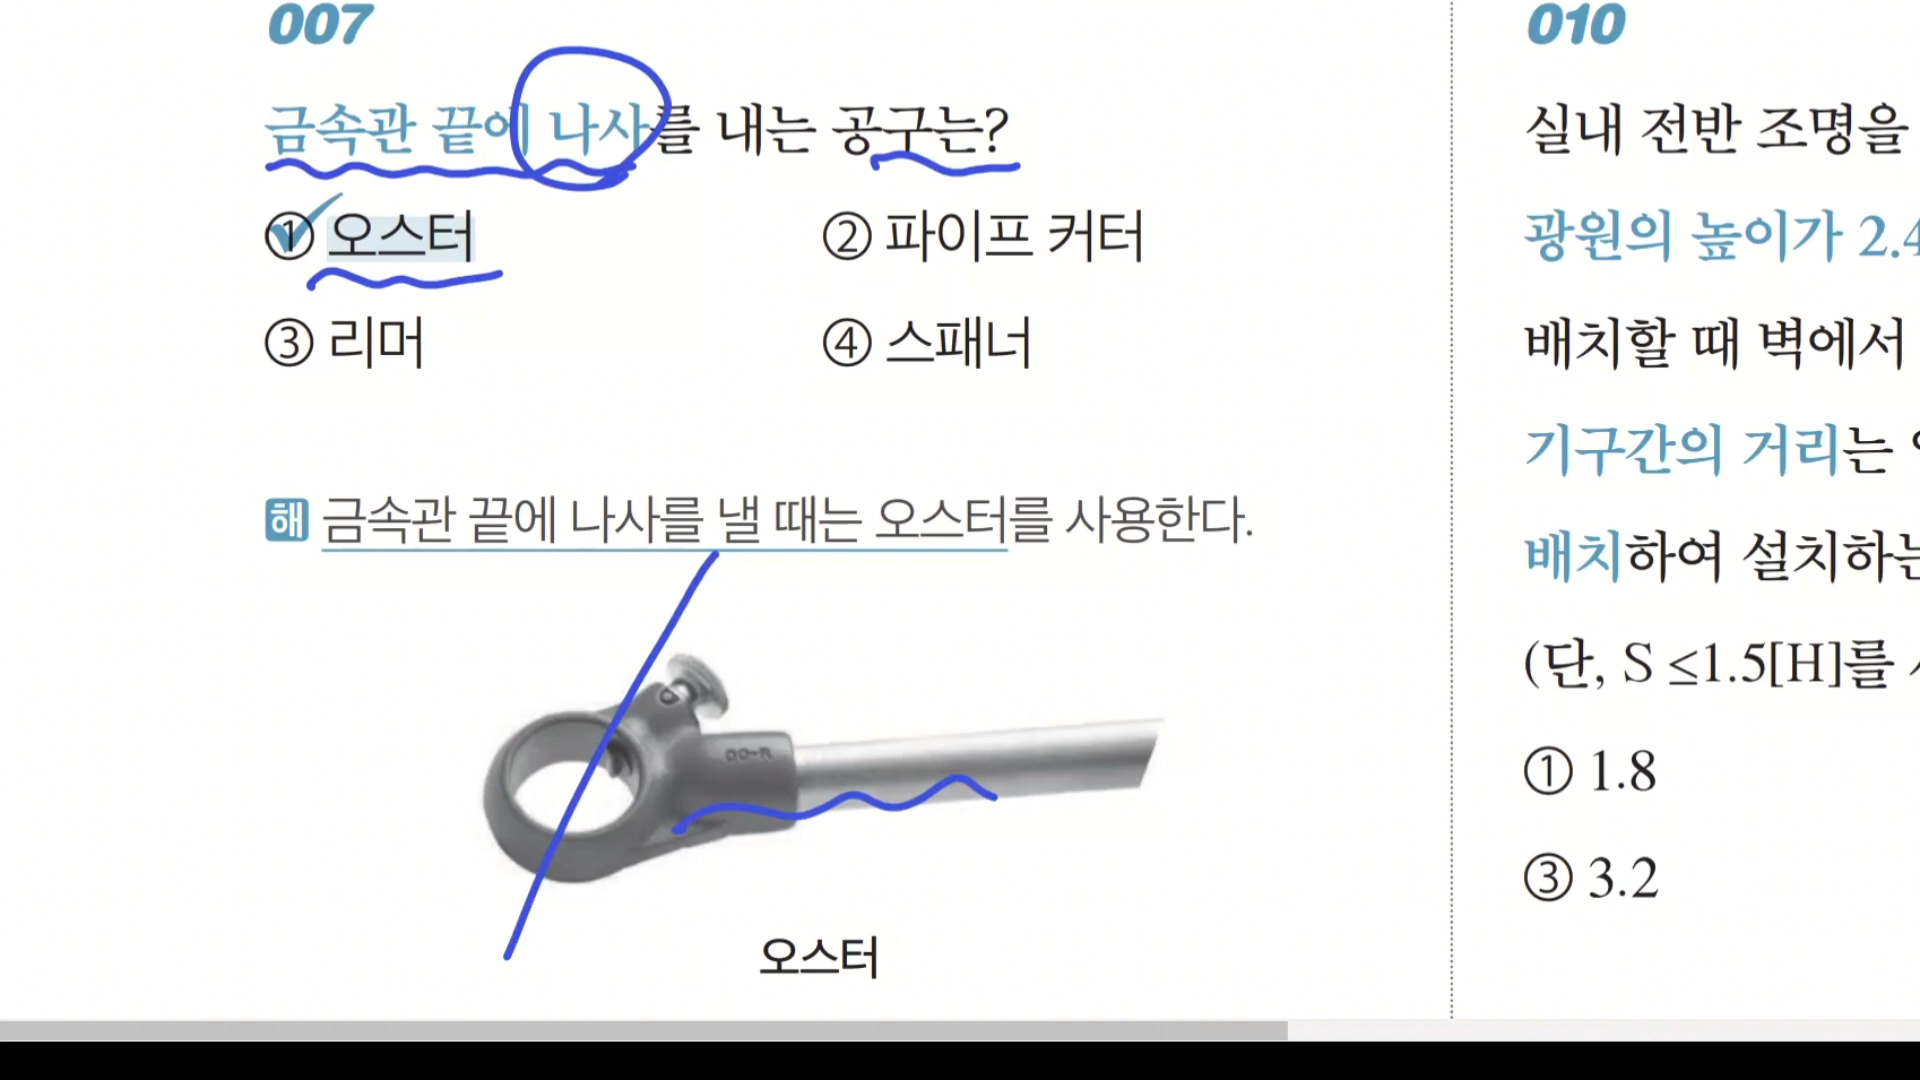 007
금속관 끝에 나사를 내는 공구는?
① 오스터
② 파이프 커터
③ 리머
④ 스패너
해 금속관 끝에 나사를 낼 때는 오스터를 사용한다.
OO-R
오스터
010
실내 전반 조명을
광원의 높이가 2.4
배치할 때 벽에서
기구간의 거리는
배치하여 설치하는
(단, S ≤1.5[H]를
① 1.8
③ 3.2